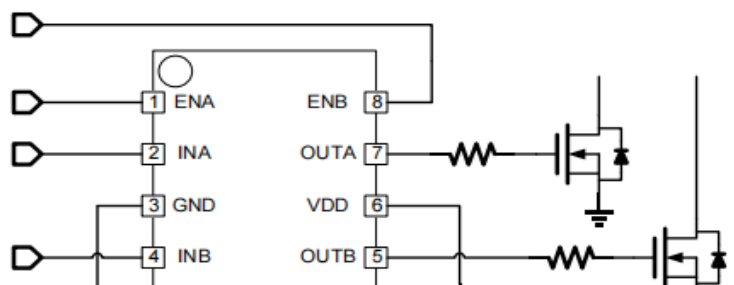 1 ENA ENB 8
2 INA OUTA 7
3 GND VDD 6
4 INB OUTB 5